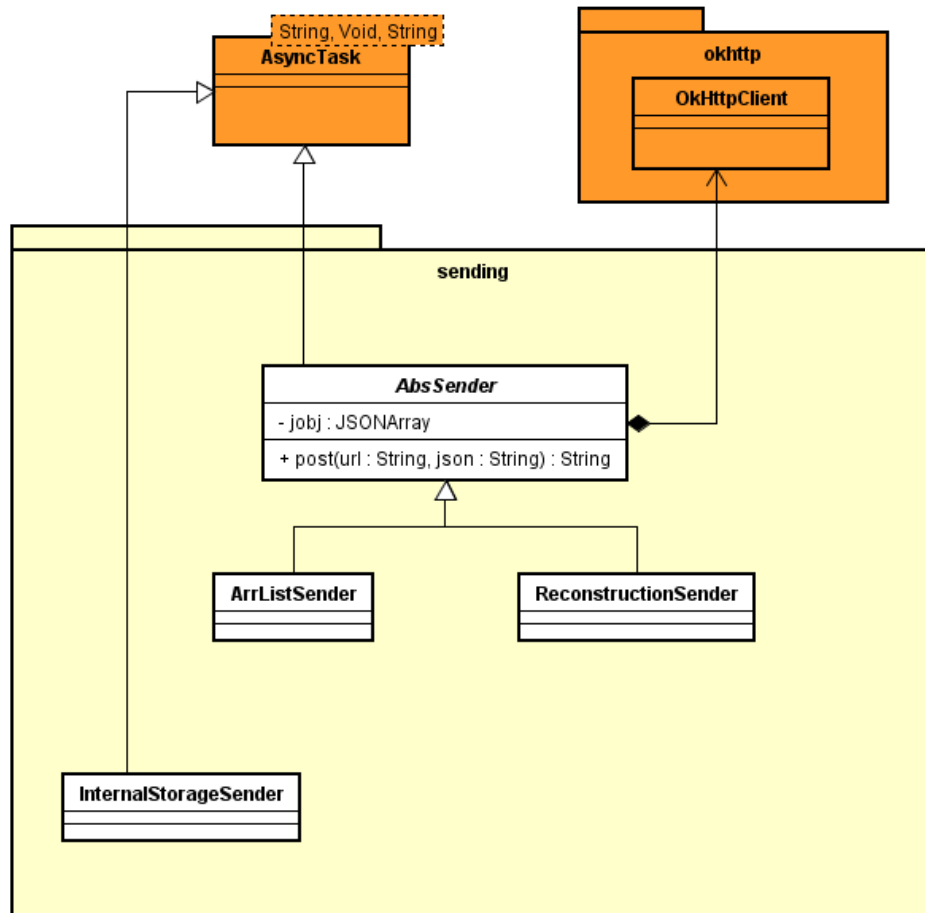 String, Void, String
AsyncTask
okhttp
OkHttpClient
sending
AbsSender
- jobj : JSONArray
+ post(url : String, json : String) : String
ArrListSender
ReconstructionSender
InternalStorageSender